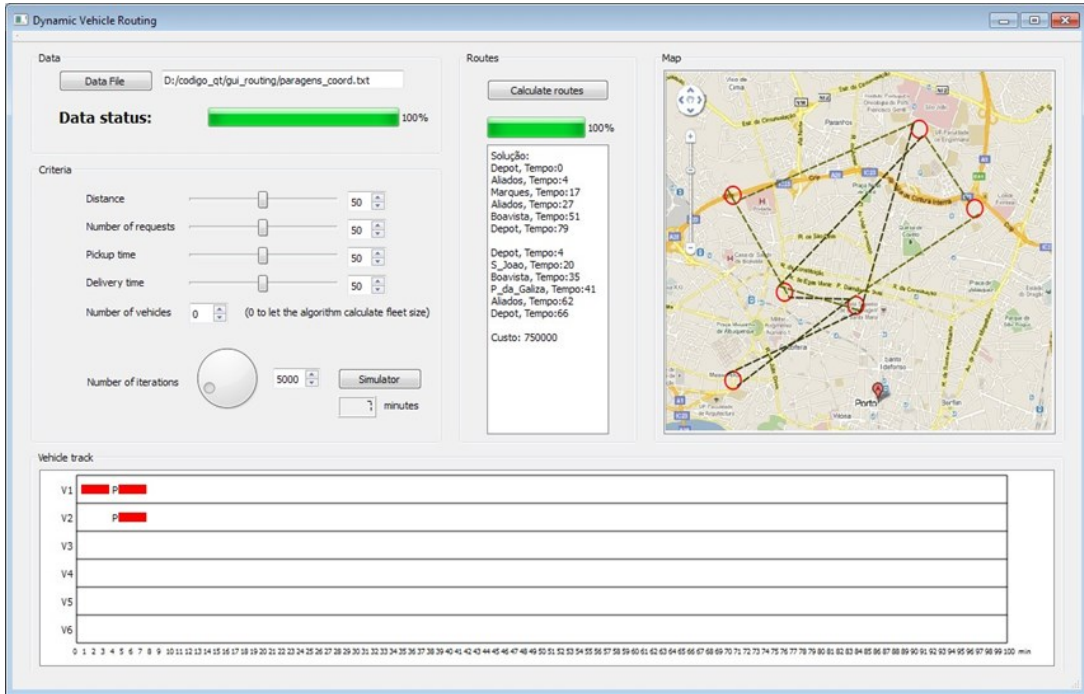 Dynamic Vehicle Routing
Data
Data File D:/codigo_qt/gui_routing/paragens_coord.txt
Data status: 100%
Criteria
Distance 50
Number of requests 50
Pickup time 50
Delivery time 50
Number of vehicles 0 (0 to let the algorithm calculate fleet size)
Number of iterations 5000 Simulator
7 minutes
Routes
Calculate routes
100%
Solução:
Depot, Tempo:0
Aliados, Tempo:4
Marques, Tempo:17
Aliados, Tempo:27
Boavista, Tempo:51
Depot, Tempo:79
Depot, Tempo:4
S_Joao, Tempo:20
Boavista, Tempo:35
P_da_Galiza, Tempo:41
Aliados, Tempo:62
Depot, Tempo:66
Custo: 750000
Map
Paranhos
Porto
Vitória
Santo
Ildefonso
Bonfim
Vehicle track
V1 P
V2 P
V3
V4
V5
V6
0 1 2 3 4 5 6 7 8 9 10 11 12 13 14 15 16 17 18 19 20 21 22 23 24 25 26 27 28 29 30 31 32 33 34 35 36 37 38 39 40 41 42 43 44 45 46 47 48 49 50 51 52 53 54 55 56 57 58 59 60 61 62 63 64 65 66 67 68 69 70 71 72 73 74 75 76 77 78 79 80 81 82 83 84 85 86 87 88 89 90 91 92 93 94 95 96 97 98 99 100 min